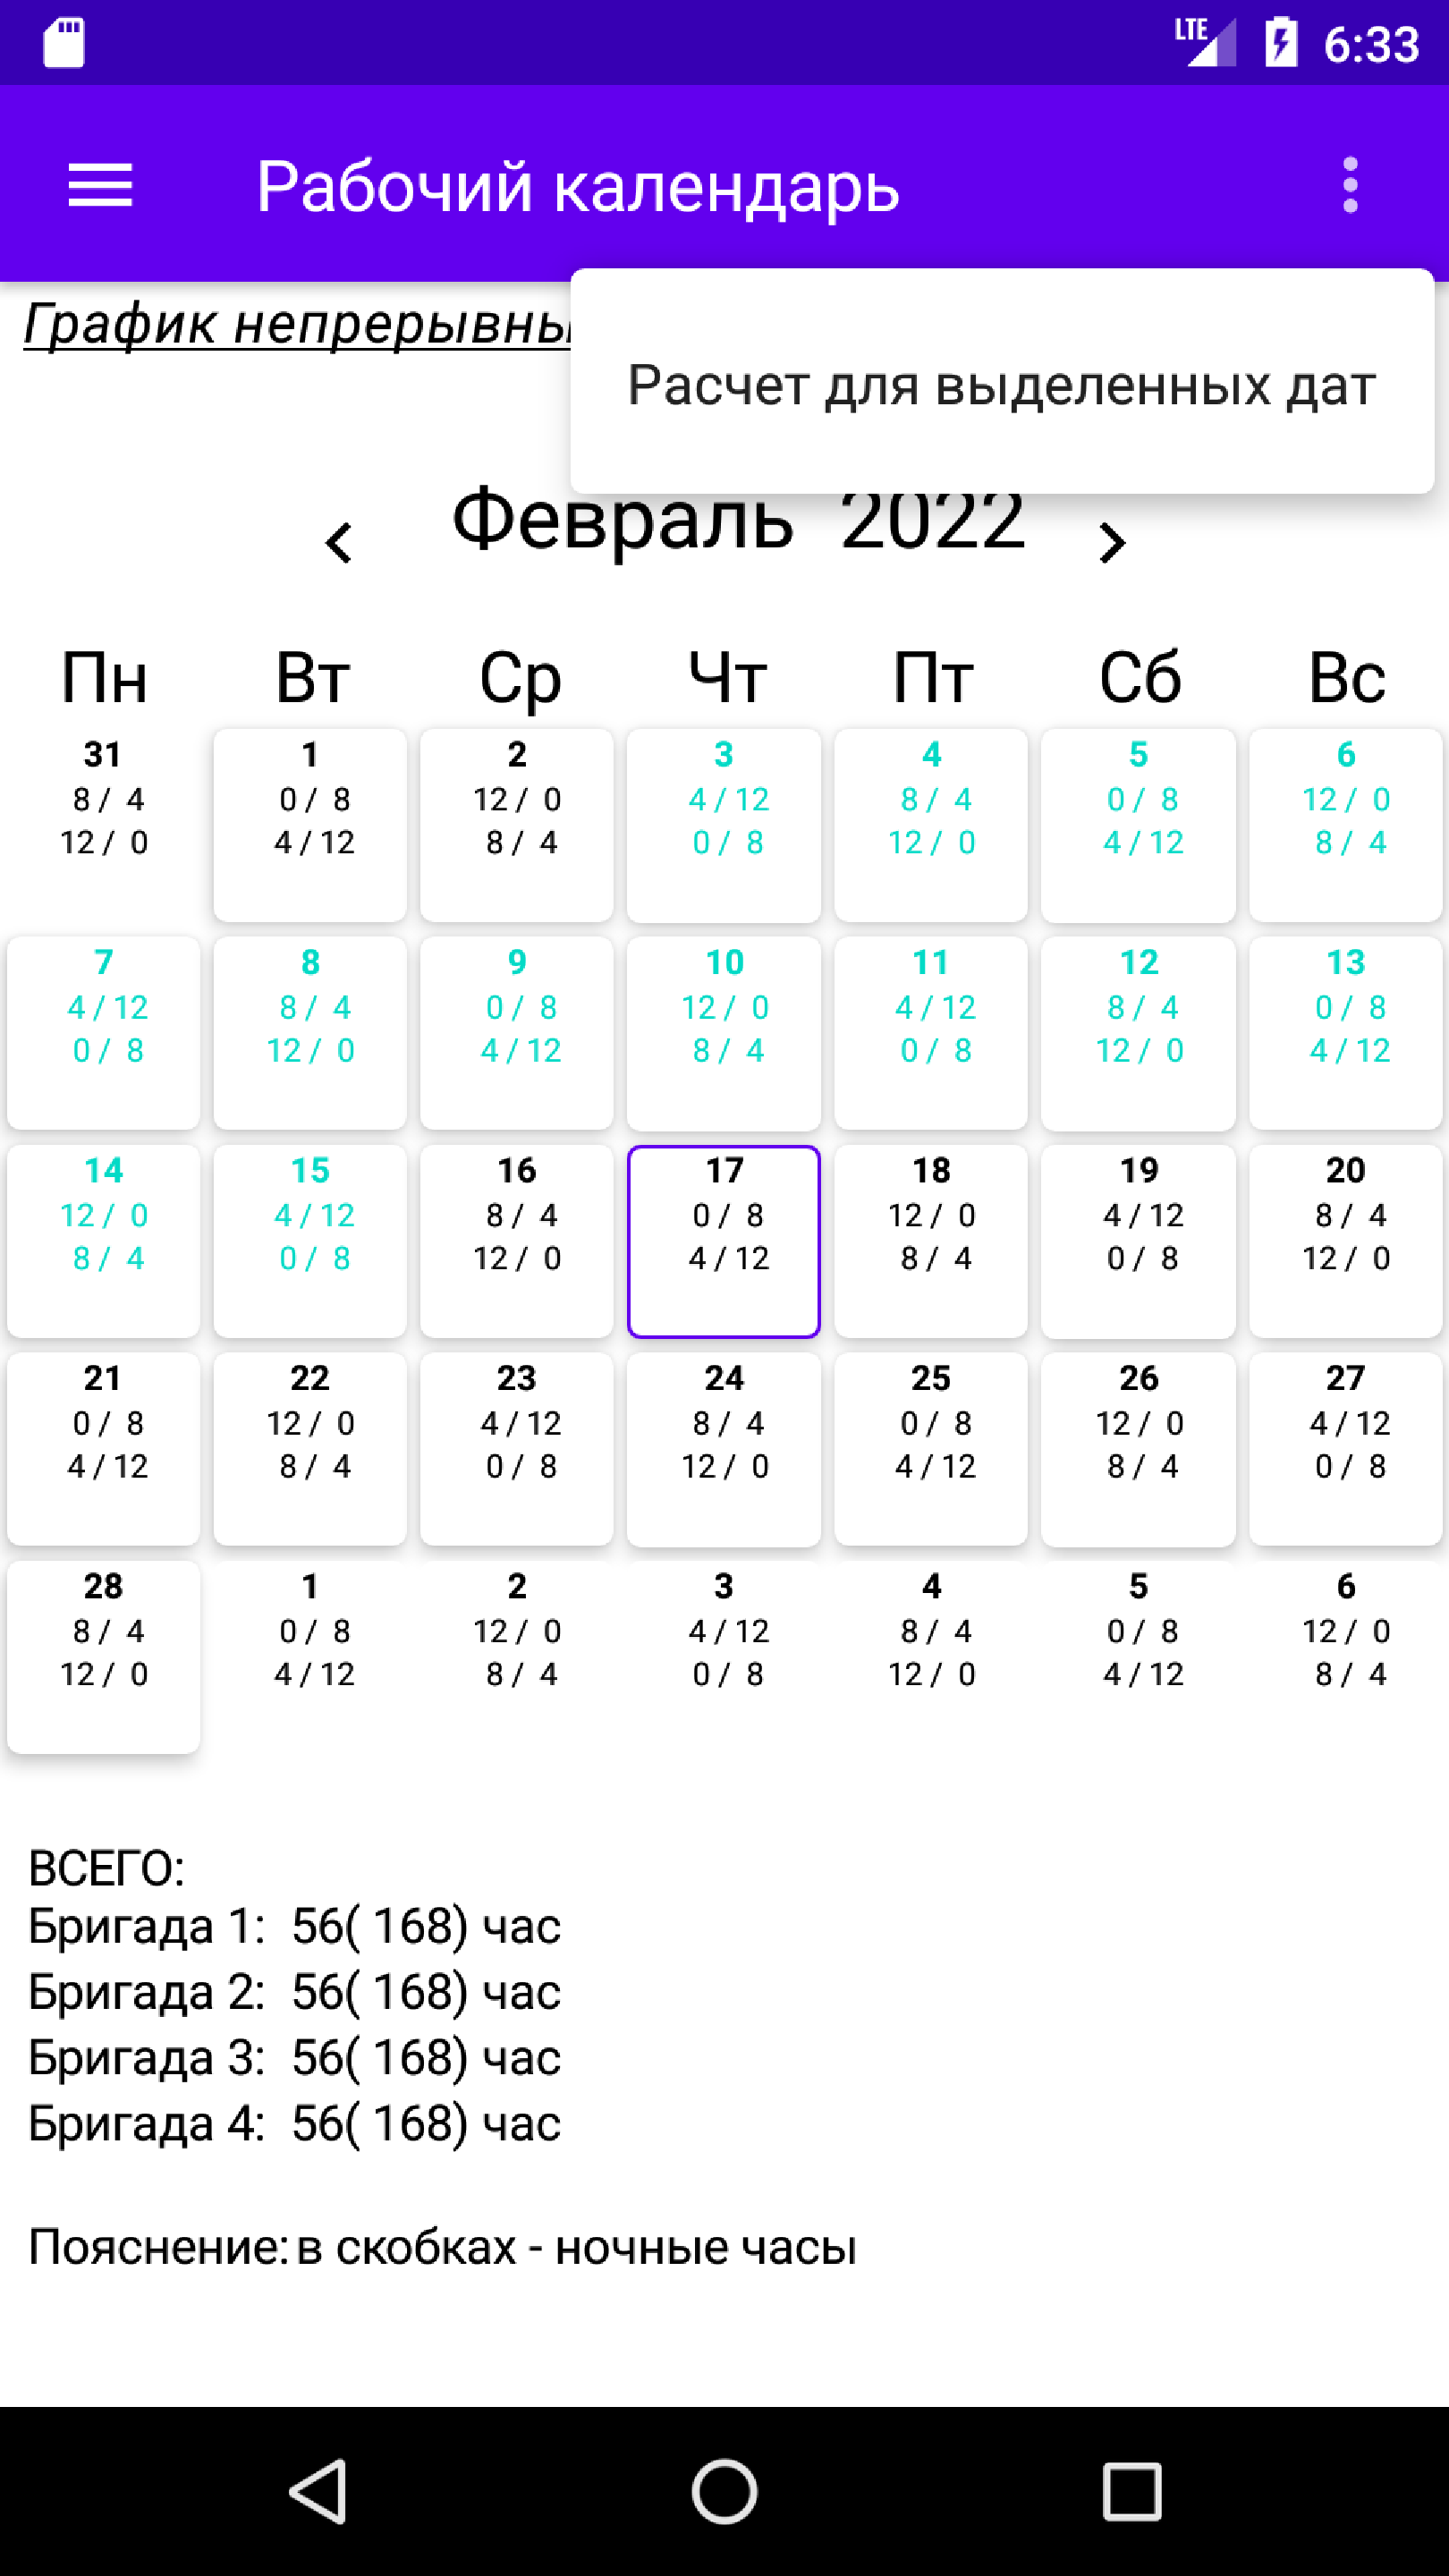 LTE 6:33
Рабочий календарь
График непрерывны
Расчет для выделенных дат
Февраль 2022
Пн Вт Ср Чт Пт Сб Вс
31 1 2 3 4 5 6
8 / 4 0 / 8 12 / 0 4 / 12 8 / 4 0 / 8 12 / 0
12 / 0 4 / 12 8 / 4 0 / 8 12 / 0 4 / 12 8 / 4
7 8 9 10 11 12 13
4 / 12 8 / 4 0 / 8 12 / 0 4 / 12 8 / 4 0 / 8
0 / 8 12 / 0 4 / 12 8 / 4 0 / 8 12 / 0 4 / 12
14 15 16 17 18 19 20
12 / 0 4 / 12 8 / 4 0 / 8 12 / 0 4 / 12 8 / 4
8 / 4 0 / 8 12 / 0 4 / 12 8 / 4 0 / 8 12 / 0
21 22 23 24 25 26 27
0 / 8 12 / 0 4 / 12 8 / 4 0 / 8 12 / 0 4 / 12
4 / 12 8 / 4 0 / 8 12 / 0 4 / 12 8 / 4 0 / 8
28 1 2 3 4 5 6
8 / 4 0 / 8 12 / 0 4 / 12 8 / 4 0 / 8 12 / 0
12 / 0 4 / 12 8 / 4 0 / 8 12 / 0 4 / 12 8 / 4
ВСЕГО:
Бригада 1: 56( 168) час
Бригада 2: 56( 168) час
Бригада 3: 56( 168) час
Бригада 4: 56( 168) час
Пояснение: в скобках - ночные часы